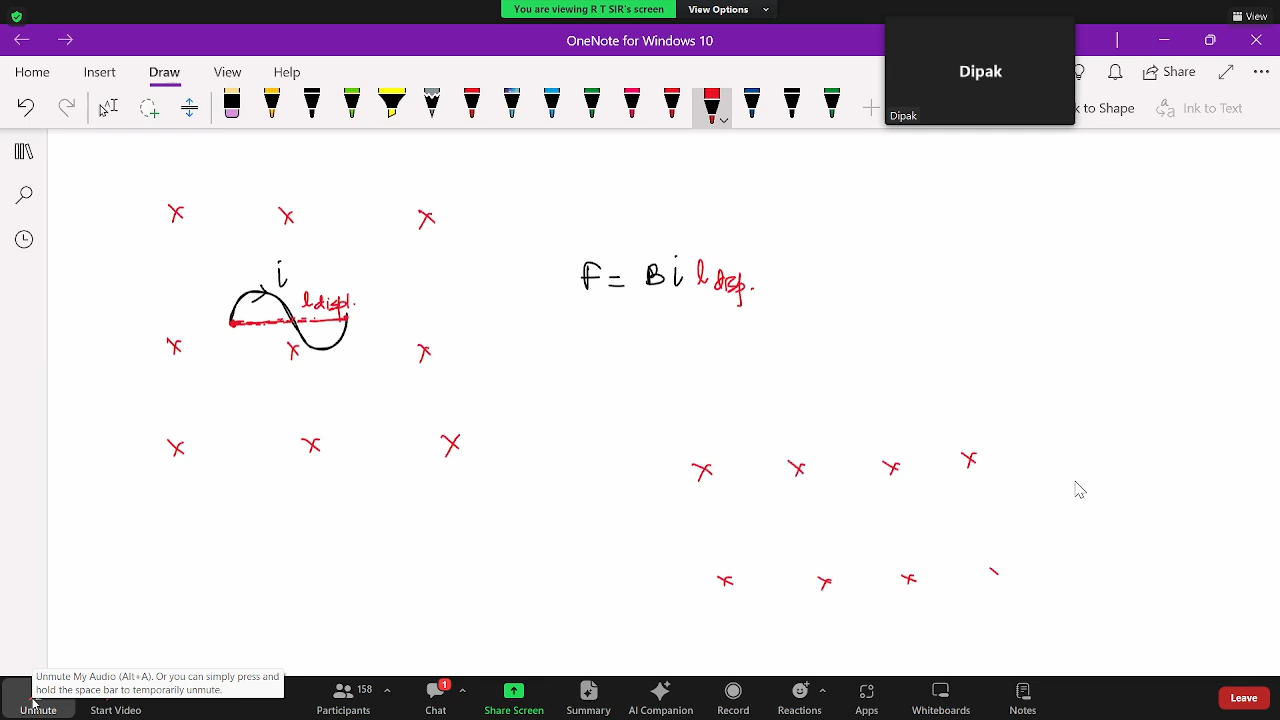 You are viewing R T SIR's screen View Options
View
OneNote for Windows 10
Dipak
Home Insert Draw View Help
Share
k to Shape
Ink to Text
Dipak
x x x
i
F = B i l disp.
l displ.
x x x
x x x
x x x x
x x x
Unmute My Audio (Alt+A). Or you can simply press and
hold the space bar to temporarily unmute.
158
1
Unmute Start Video Participants Chat Share Screen Summary AI Companion Record Reactions Apps Whiteboards Notes Leave